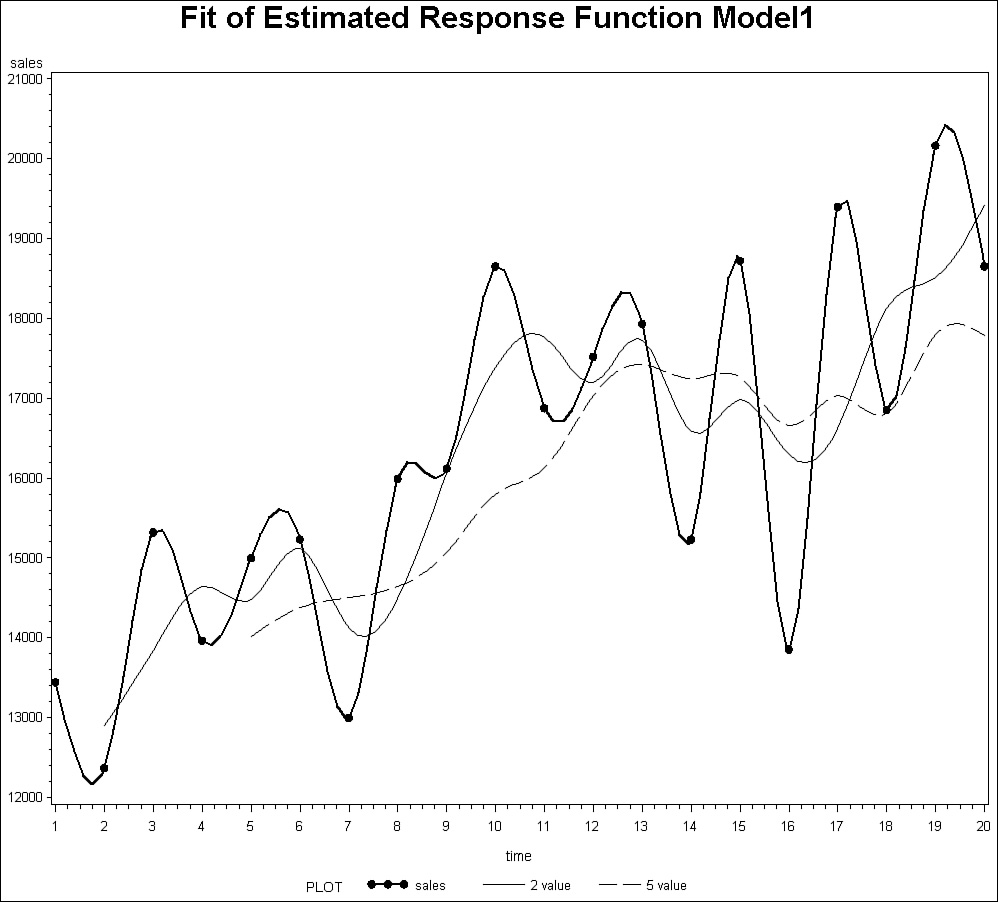 Fit of Estimated Response Function Model1
sales
21000
20000
19000
18000
17000
16000
15000
14000
13000
12000
1 2 3 4 5 6 7 8 9 10 11 12 13 14 15 16 17 18 19 20
time
PLOT sales 2 value 5 value